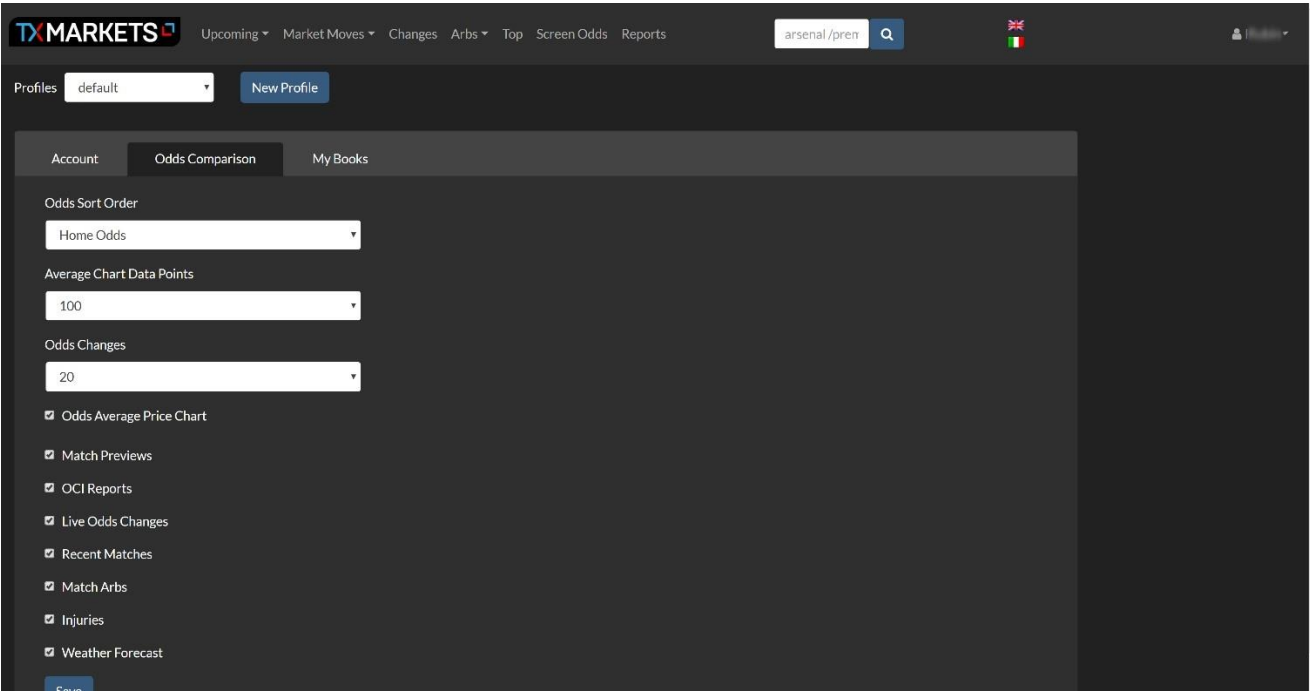 TXMARKETS Upcoming Market Moves Changes Arbs Top Screen Odds Reports arsenal /prem
Profiles default New Profile
Account Odds Comparison My Books
Odds Sort Order
Home Odds
Average Chart Data Points
100
Odds Changes
20
Odds Average Price Chart
Match Previews
OCI Reports
Live Odds Changes
Recent Matches
Match Arbs
Injuries
Weather Forecast
Save